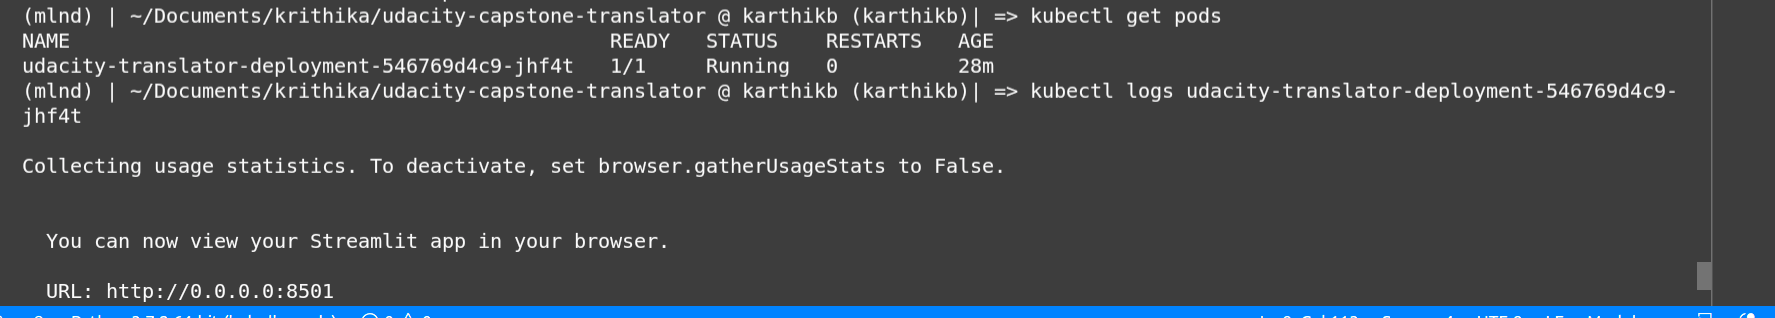 (mlnd) | ~/Documents/krithika/udacity-capstone-translator @ karthikb (karthikb)| => kubectl get pods
NAME READY STATUS RESTARTS AGE
udacity-translator-deployment-546769d4c9-jhf4t 1/1 Running 0 28m
(mlnd) | ~/Documents/krithika/udacity-capstone-translator @ karthikb (karthikb)| => kubectl logs udacity-translator-deployment-546769d4c9-
jhf4t
Collecting usage statistics. To deactivate, set browser.gatherUsageStats to False.
You can now view your Streamlit app in your browser.
URL: http://0.0.0.0:8501